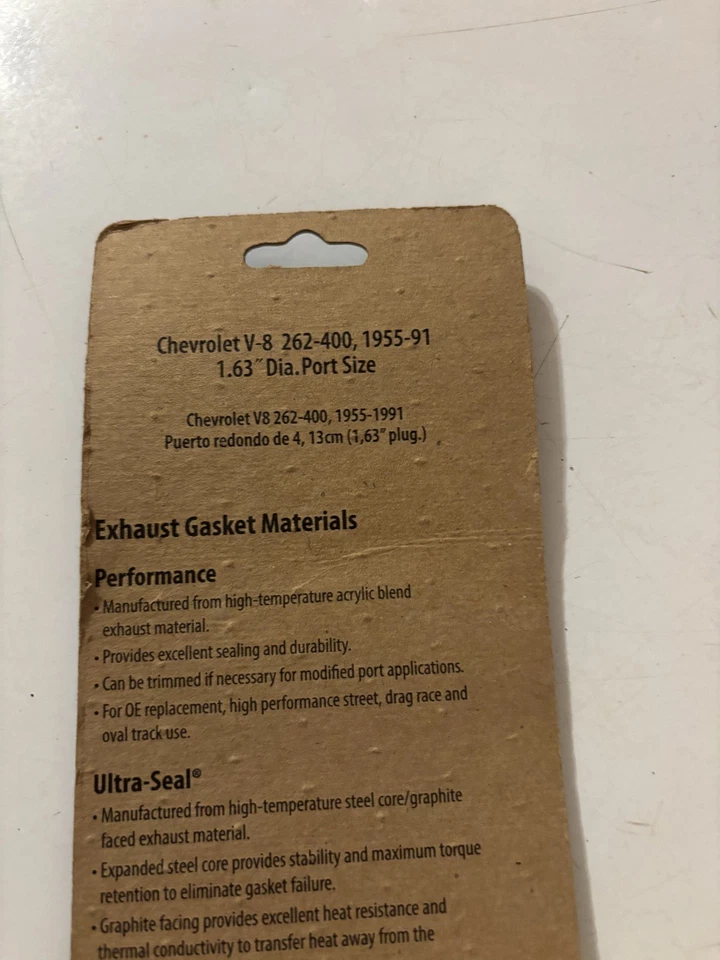 Chevrolet V-8 262-400, 1955-91
1.63˝ Dia. Port Size
Chevrolet V8 262-400, 1955-1991
Puerto redondo de 4, 13cm (1,63” plug.)
Exhaust Gasket Materials
Performance
• Manufactured from high-temperature acrylic blend
exhaust material.
• Provides excellent sealing and durability.
• Can be trimmed if necessary for modified port applications.
• For OE replacement, high performance street, drag race and
oval track use.
Ultra-Seal®
• Manufactured from high-temperature steel core/graphite
faced exhaust material.
• Expanded steel core provides stability and maximum torque
retention to eliminate gasket failure.
• Graphite facing provides excellent heat resistance and
thermal conductivity to transfer heat away from the